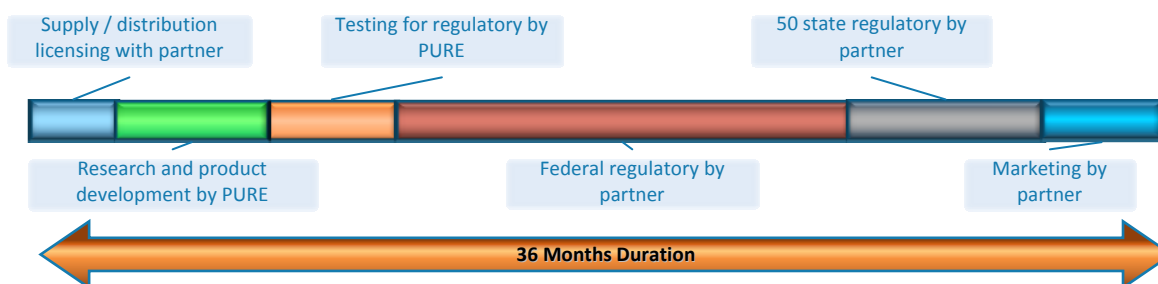 Supply / distribution
licensing with partner
Testing for regulatory by
PURE
50 state regulatory by
partner
Research and product
development by PURE
Federal regulatory by
partner
Marketing by
partner
36 Months Duration